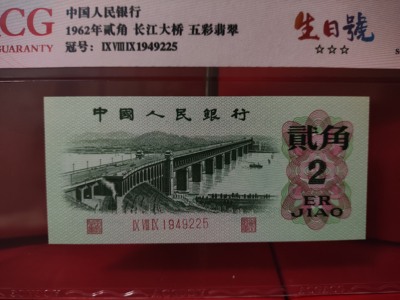 CG
GUARANTY
中国人民银行
1962年贰角 长江大桥 五彩翡翠
冠号： IX VIII IX 1949225
生日號
☆☆☆
S
中國人民銀行
貳角
2
ER
JIAO
IX VIII IX 1949225